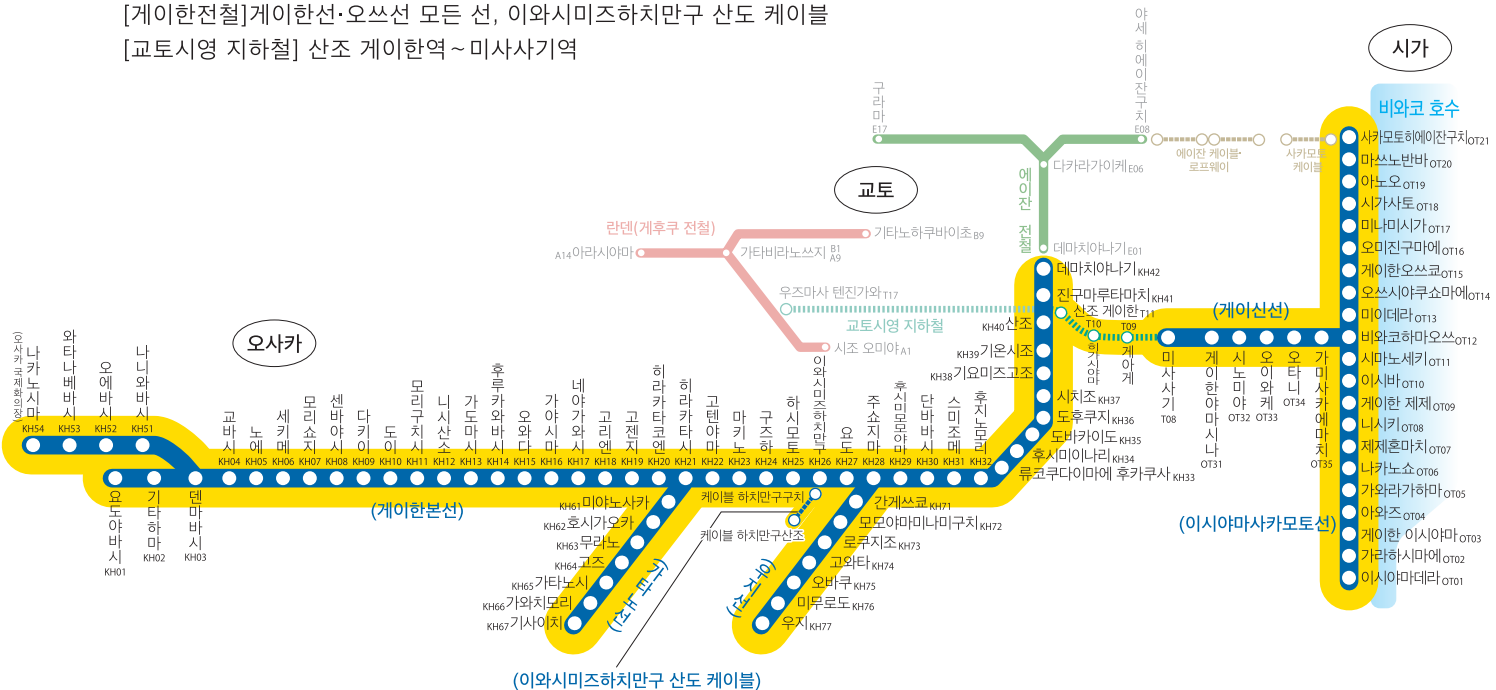 [게이한전철]게이한선·오쓰선 모든 선, 이와시미즈하치만구 산도 케이블
[교토시영 지하철] 산조 게이한역~미사사기역
시가
비와코 호수
교토
오사카
구라마 E17
야세 히에이잔구치 E08
에이잔 케이블·
로프웨이
사카모토
케이블
다카라가이케 E06
에이잔 전철
데마치야나기 E01
란덴(게후쿠 전철)
A14 아라시야마
가타비라노쓰지 B1 A9
기타노하쿠바이초 B9
우즈마사 텐진가와 T17
교토시영 지하철
시조 오미야 A1
데마치야나기 KH42
진구마루타마치 KH41
산조 게이한 T11
KH40 산조
KH39 기온시조
KH38 기요미즈고조
시치조 KH37
도후쿠지 KH36
도바카이도 KH35
후시미이나리 KH34
류코쿠다이마에 후카쿠사 KH33
T10 히가시야마
T09 게아게
(게이신선)
미사사기 T08
게이한야마시나 OT31
시노미야 OT32
오이와케 OT33
오타니 OT34
가미사카에마치 OT35
사카모토히에이잔구치 OT21
마쓰노반바 OT20
아노오 OT19
시가사토 OT18
미나미시가 OT17
오미진구마에 OT16
게이한오쓰쿄 OT15
오쓰시야쿠쇼마에 OT14
미이데라 OT13
비와코하마오쓰 OT12
시마노세키 OT11
이시바 OT10
게이한 제제 OT09
니시키 OT08
제제혼마치 OT07
나카노쇼 OT06
가와라가하마 OT05
아와즈 OT04
게이한 이시야마 OT03
가라하시마에 OT02
이시야마데라 OT01
(이시야마사카모토선)
나카노시마 KH54
(오사카 국제회의장)
와타나베바시 KH53
오에바시 KH52
나니와바시 KH51
요도야바시 KH01
기타하마 KH02
덴마바시 KH03
교바시 KH04
노에 KH05
세키메 KH06
모리쇼지 KH07
센바야시 KH08
다키이 KH09
도이 KH10
모리구치시 KH11
니시산소 KH12
가도마시 KH13
후루카와바시 KH14
오와다 KH15
가야시마 KH16
네야가와시 KH17
고리엔 KH18
고젠지 KH19
히라카타코엔 KH20
히라카타시 KH21
고텐야마 KH22
마키노 KH23
구즈하 KH24
하시모토 KH25
이와시미즈하치만구 KH26
요도 KH27
주쇼지마 KH28
후시미모모야마 KH29
단바바시 KH30
스미조메 KH31
후지노모리 KH32
(게이한본선)
KH61 미야노사카
KH62 호시가오카
KH63 무라노
KH64 고즈
KH65 가타노시
KH66 가와치모리
KH67 기사이치
(가타노선)
케이블 하치만구구치
케이블 하치만구산조
간게쓰쿄 KH71
모모야마미나미구치 KH72
로쿠지조 KH73
고와타 KH74
오바쿠 KH75
미무로도 KH76
우지 KH77
(우지선)
(이와시미즈하치만구 산도 케이블)